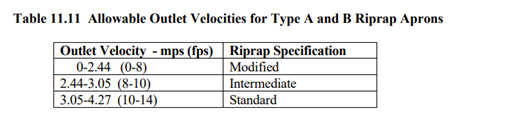 Table 11.11 Allowable Outlet Velocities for Type A and B Riprap Aprons
Outlet Velocity - mps (fps) Riprap Specification
0-2.44 (0-8) Modified
2.44-3.05 (8-10) Intermediate
3.05-4.27 (10-14) Standard